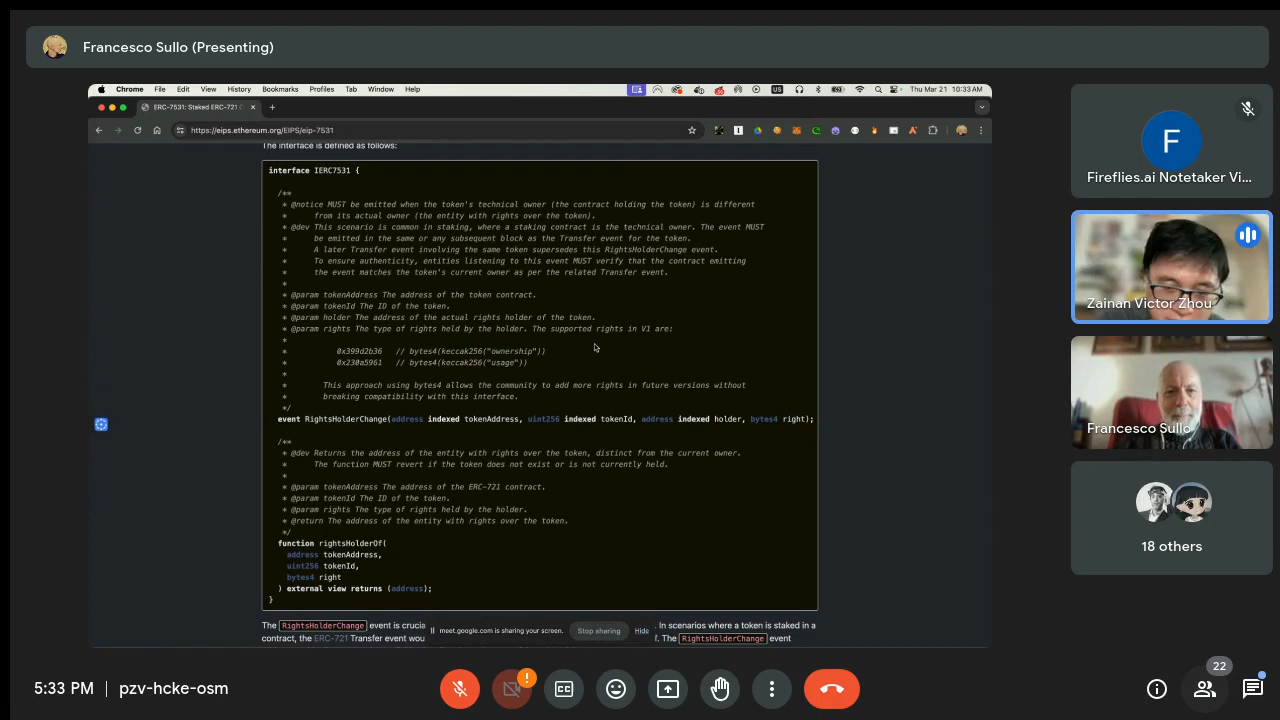 Francesco Sullo (Presenting)
Chrome File Edit View History Bookmarks Profiles Tab Window Help
US
Thu Mar 21 10:33 AM
ERC-7531: Staked ERC-721
https://eips.ethereum.org/EIPS/eip-7531
The interface is defined as follows:
interface IERC7531 {
/**
* @notice MUST be emitted when the token's technical owner (the contract holding the token) is different
* from its actual owner (the entity with rights over the token).
* @dev This scenario is common in staking, where a staking contract is the technical owner. The event MUST
* be emitted in the same or any subsequent block as the Transfer event for the token.
* A later Transfer event involving the same token supersedes this RightsHolderChange event.
* To ensure authenticity, entities listening to this event MUST verify that the contract emitting
* the event matches the token's current owner as per the related Transfer event.
*
* @param tokenAddress The address of the token contract.
* @param tokenId The ID of the token.
* @param holder The address of the actual rights holder of the token.
* @param rights The type of rights held by the holder. The supported rights in V1 are:
*
* 0x399d2b36 // bytes4(keccak256("ownership"))
* 0x230a5961 // bytes4(keccak256("usage"))
*
* This approach using bytes4 allows the community to add more rights in future versions without
* breaking compatibility with this interface.
*/
event RightsHolderChange(address indexed tokenAddress, uint256 indexed tokenId, address indexed holder, bytes4 right);
/**
* @dev Returns the address of the entity with rights over the token, distinct from the current owner.
* The function MUST revert if the token does not exist or is not currently held.
*
* @param tokenAddress The address of the ERC-721 contract.
* @param tokenId The ID of the token.
* @param rights The type of rights held by the holder.
* @return The address of the entity with rights over the token.
*/
function rightsHolderOf(
address tokenAddress,
uint256 tokenId,
bytes4 right
) external view returns (address);
}
The RightsHolderChange event is crucia
. In scenarios where a token is staked in a
contract, the ERC-721 Transfer event wou
The RightsHolderChange event
meet.google.com is sharing your screen.
Stop sharing
Hide
F
Fireflies.ai Notetaker Vi...
Zainan Victor Zhou
Francesco Sullo
18 others
5:33 PM
pzv-hcke-osm
!
CC
22